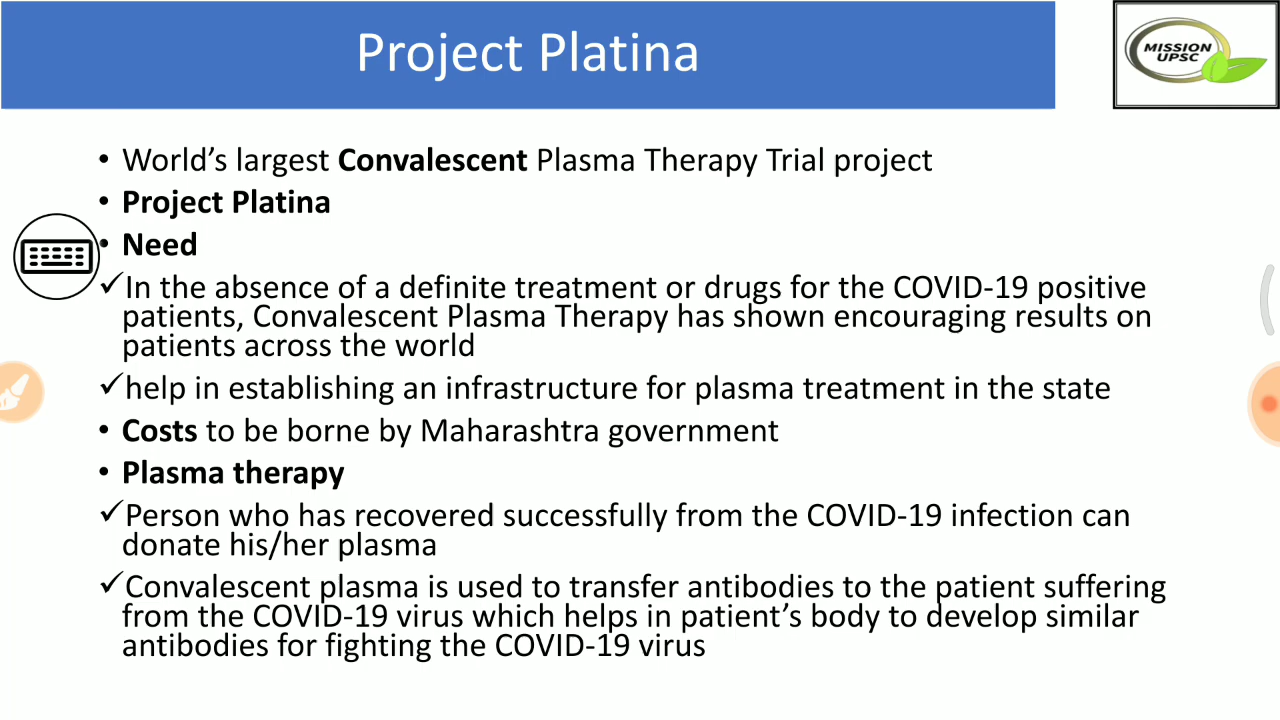 Project Platina
MISSION
UPSC
• World’s largest Convalescent Plasma Therapy Trial project
• Project Platina
• Need
✓In the absence of a definite treatment or drugs for the COVID-19 positive
patients, Convalescent Plasma Therapy has shown encouraging results on
patients across the world
✓help in establishing an infrastructure for plasma treatment in the state
• Costs to be borne by Maharashtra government
• Plasma therapy
✓Person who has recovered successfully from the COVID-19 infection can
donate his/her plasma
✓Convalescent plasma is used to transfer antibodies to the patient suffering
from the COVID-19 virus which helps in patient’s body to develop similar
antibodies for fighting the COVID-19 virus